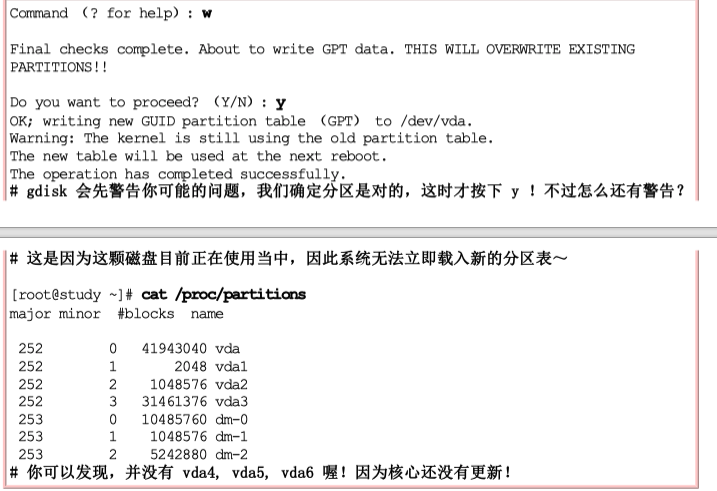 Command (? for help): w
Final checks complete. About to write GPT data. THIS WILL OVERWRITE EXISTING
PARTITIONS!!
Do you want to proceed? (Y/N): y
OK; writing new GUID partition table (GPT) to /dev/vda.
Warning: The kernel is still using the old partition table.
The new table will be used at the next reboot.
The operation has completed successfully.
# gdisk 会先警告你可能的问题，我们确定分区是对的，这时才按下 y ！不过怎么还有警告？
# 这是因为这颗磁盘目前正在使用当中，因此系统无法立即载入新的分区表～
[root@study ~]# cat /proc/partitions
major minor  #blocks  name
252        0   41943040 vda
252        1       2048 vda1
252        2    1048576 vda2
252        3   31461376 vda3
253        0   10485760 dm-0
253        1    1048576 dm-1
253        2    5242880 dm-2
# 你可以发现，并没有 vda4, vda5, vda6 喔！因为核心还没有更新！